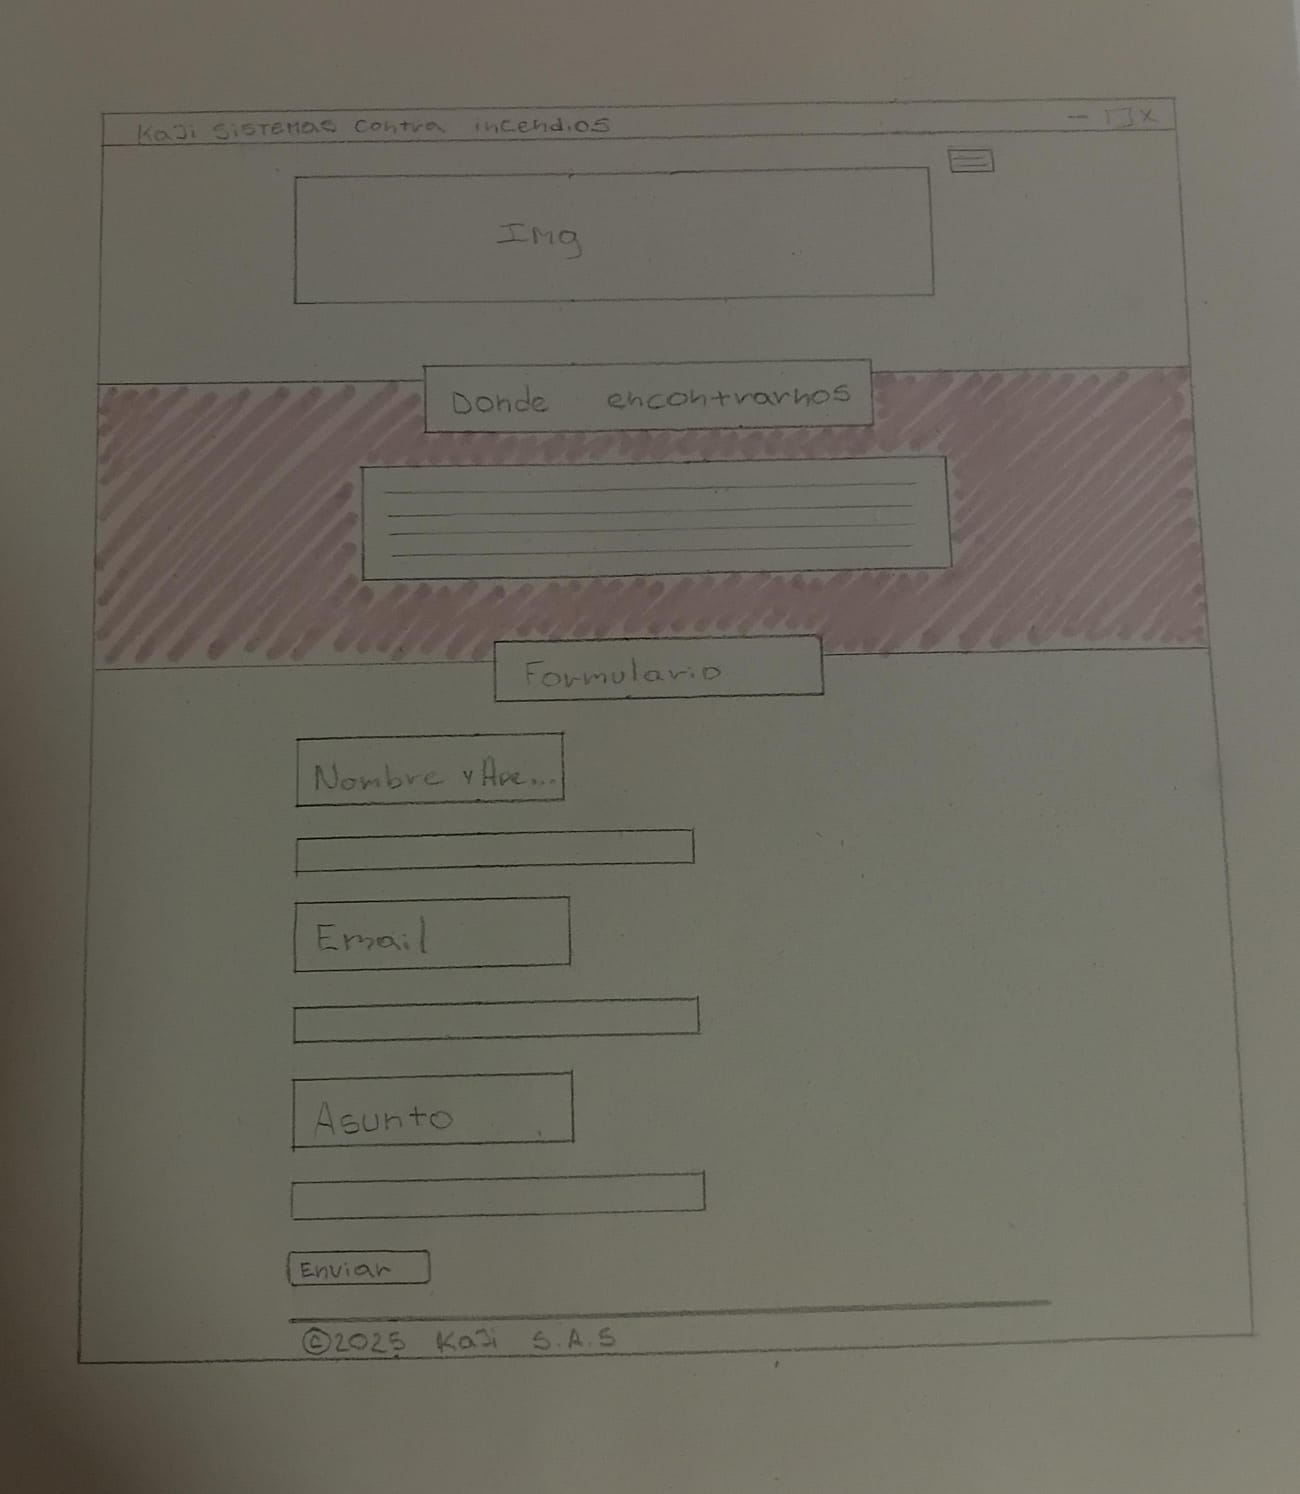 KaJi SiSTEMas Contra incendios
IMg
Donde encontrarnos
Formulario
Nombre y Ape...
Email
Asunto
Enviar
©2025 KaJi S.A.S